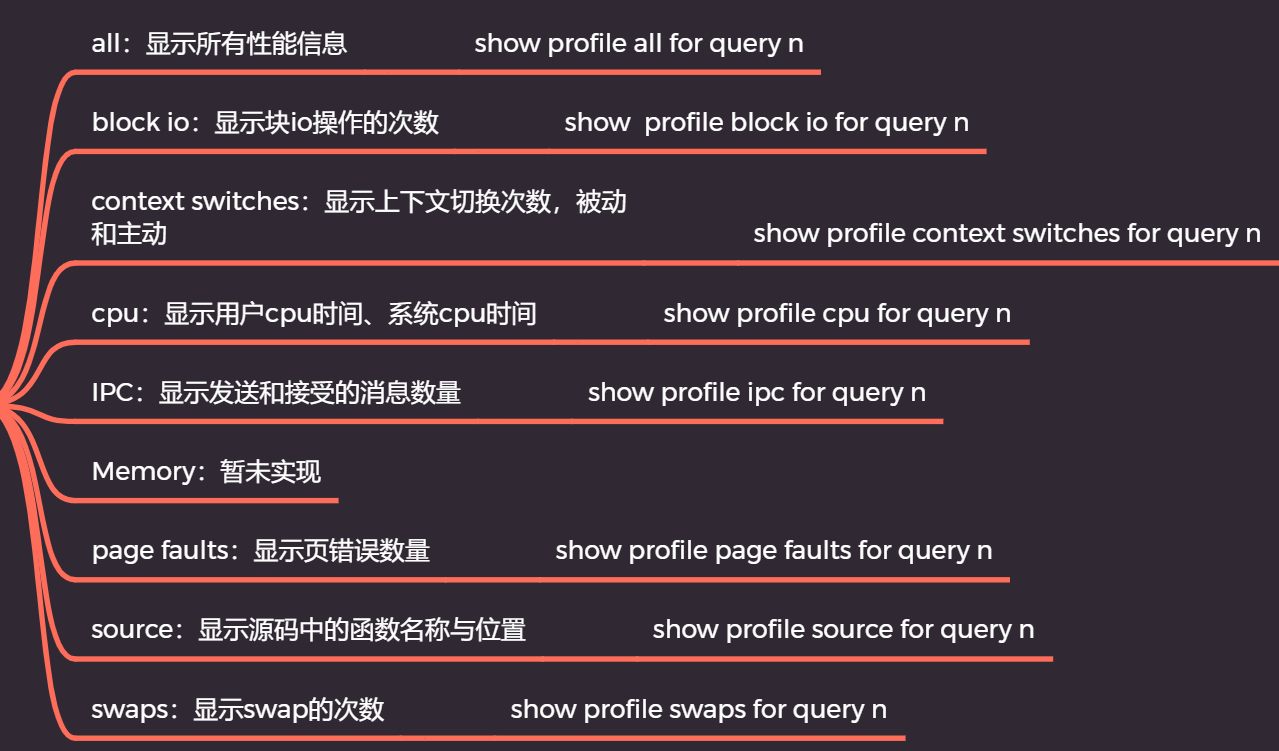 all：显示所有性能信息 show profile all for query n
block io：显示块io操作的次数 show  profile block io for query n
context switches：显示上下文切换次数，被动
和主动 show profile context switches for query n
cpu：显示用户cpu时间、系统cpu时间 show profile cpu for query n
IPC：显示发送和接受的消息数量 show profile ipc for query n
Memory：暂未实现
page faults：显示页错误数量 show profile page faults for query n
source：显示源码中的函数名称与位置 show profile source for query n
swaps：显示swap的次数 show profile swaps for query n